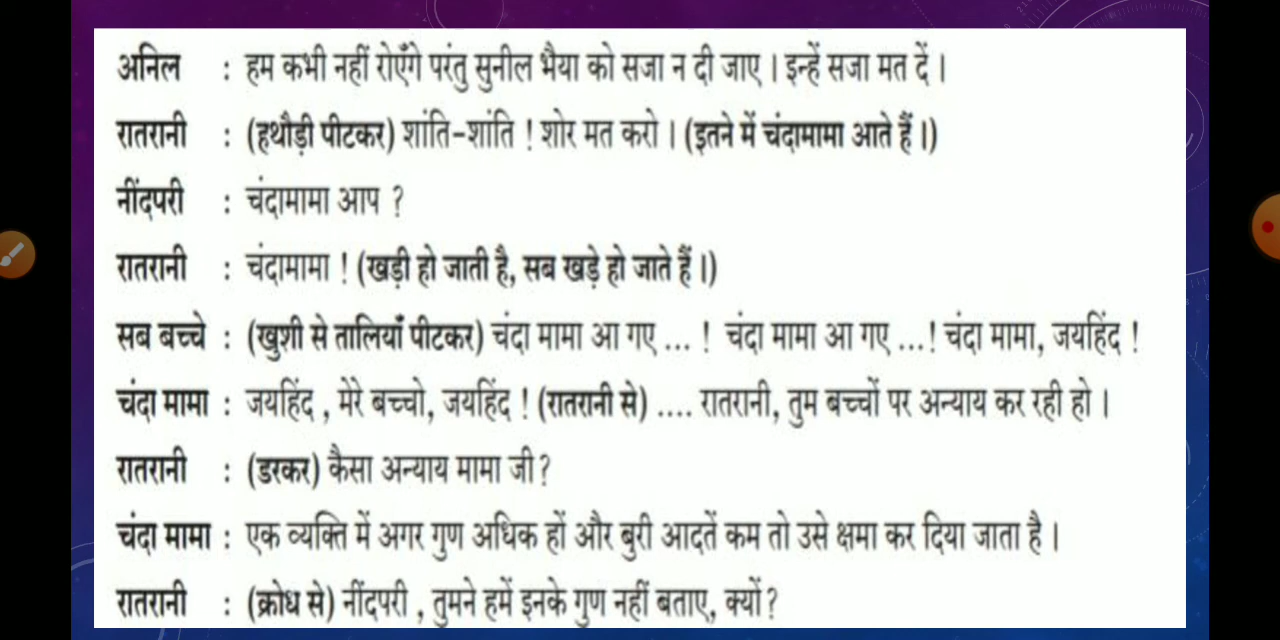 अनिल : हम कभी नहीं रोएँगे परंतु सुनील भैया को सजा न दी जाए । इन्हें सजा मत दें ।
रातरानी : (हथौड़ी पीटकर) शांति-शांति ! शोर मत करो । (इतने में चंदामामा आते हैं ।)
नींदपरी : चंदामामा आप ?
रातरानी : चंदामामा ! (खड़ी हो जाती है, सब खड़े हो जाते हैं ।)
सब बच्चे : (खुशी से तालियाँ पीटकर) चंदा मामा आ गए ... ! चंदा मामा आ गए ...! चंदा मामा, जयहिंद !
चंदा मामा : जयहिंद , मेरे बच्चो, जयहिंद ! (रातरानी से) .... रातरानी, तुम बच्चों पर अन्याय कर रही हो ।
रातरानी : (डरकर) कैसा अन्याय मामा जी ?
चंदा मामा : एक व्यक्ति में अगर गुण अधिक हों और बुरी आदतें कम तो उसे क्षमा कर दिया जाता है ।
रातरानी : (क्रोध से) नींदपरी , तुमने हमें इनके गुण नहीं बताए, क्यों ?